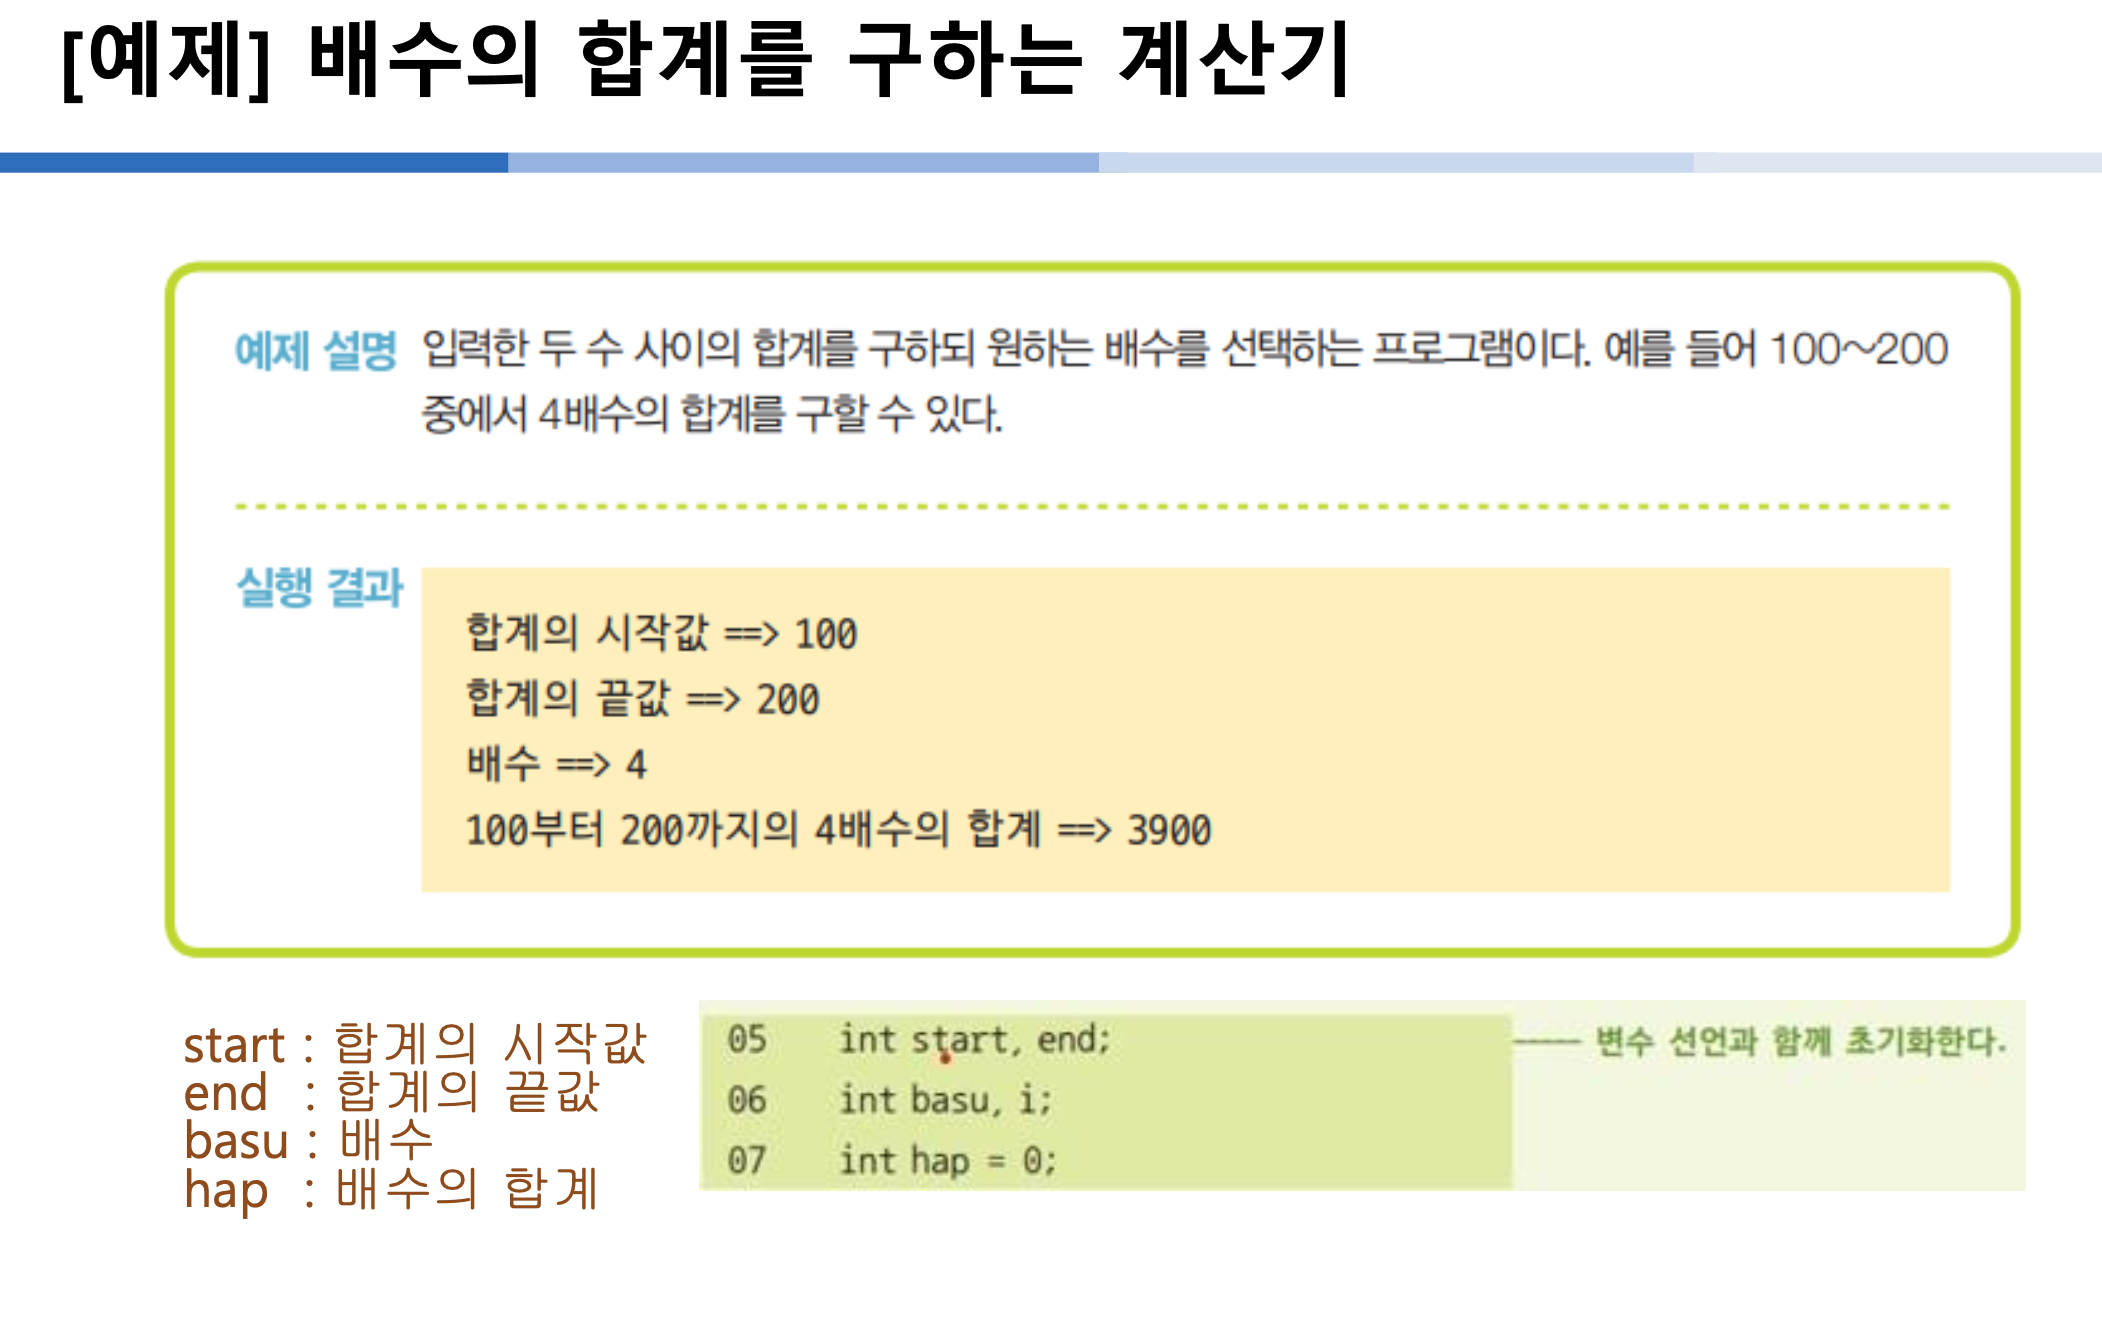 [예제] 배수의 합계를 구하는 계산기
예제 설명 입력한 두 수 사이의 합계를 구하되 원하는 배수를 선택하는 프로그램이다. 예를 들어 100~200
중에서 4배수의 합계를 구할 수 있다.
실행 결과
합계의 시작값 ==> 100
합계의 끝값 ==> 200
배수 ==> 4
100부터 200까지의 4배수의 합계 ==> 3900
start : 합계의 시작값
end : 합계의 끝값
basu : 배수
hap : 배수의 합계
05 int start, end; 변수 선언과 함께 초기화한다.
06 int basu, i;
07 int hap = 0;